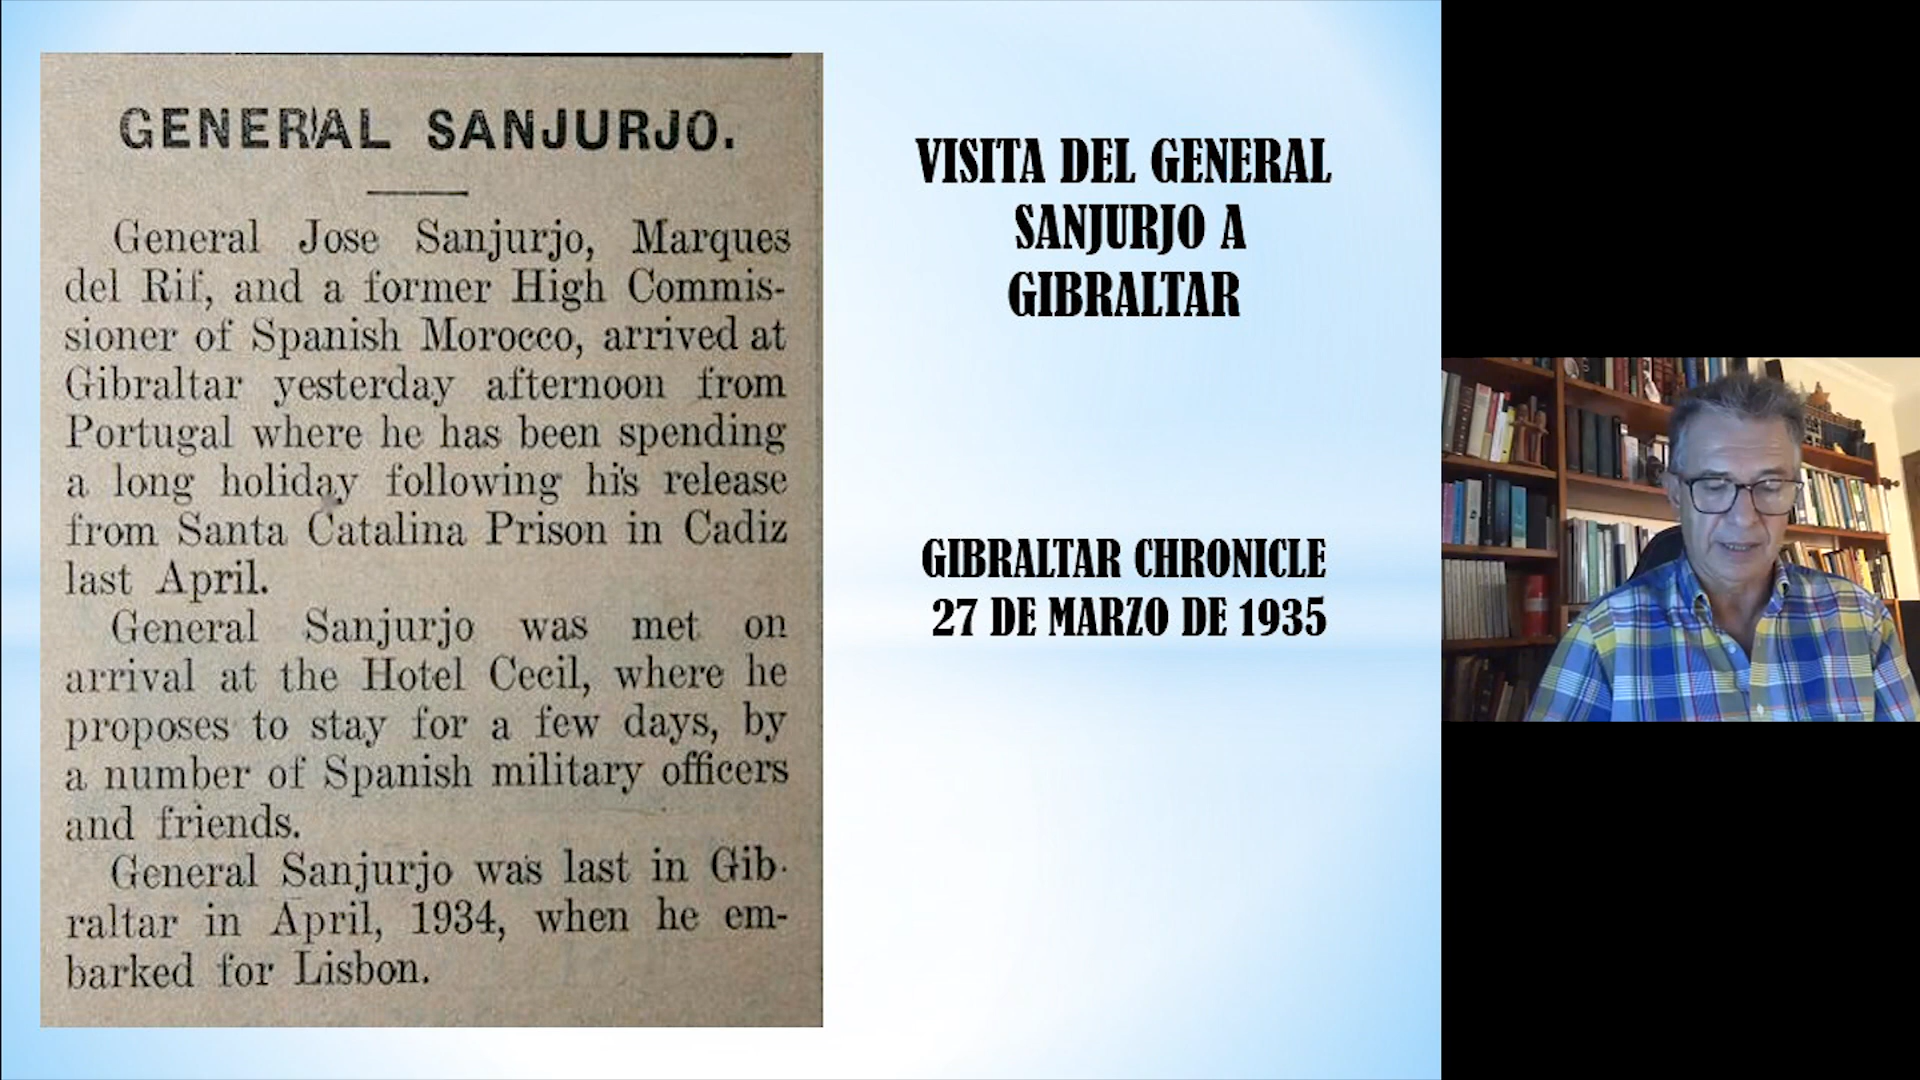 GENERAL SANJURJO.
General Jose Sanjurjo, Marques
del Rif, and a former High Commis-
sioner of Spanish Morocco, arrived at
Gibraltar yesterday afternoon from
Portugal where he has been spending
a long holiday following his release
from Santa Catalina Prison in Cadiz
last April.
General Sanjurjo was met on
arrival at the Hotel Cecil, where he
proposes to stay for a few days, by
a number of Spanish military officers
and friends.
General Sanjurjo was last in Gib-
raltar in April, 1934, when he em-
barked for Lisbon.
VISITA DEL GENERAL
SANJURJO A
GIBRALTAR
GIBRALTAR CHRONICLE
27 DE MARZO DE 1935